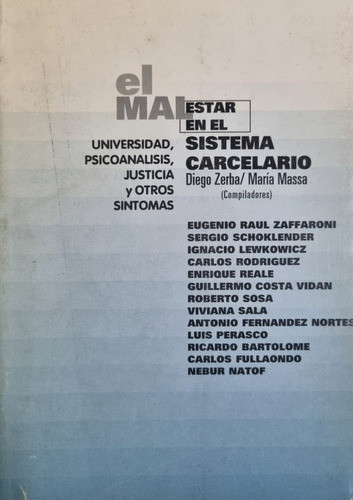 el
MALESTAR
EN EL
SISTEMA
CARCELARIO
UNIVERSIDAD,
PSICOANALISIS,
JUSTICIA
y OTROS
SINTOMAS
Diego Zerba/ María Massa
(Compiladores)
EUGENIO RAUL ZAFFARONI
SERGIO SCHOKLENDER
IGNACIO LEWKOWICZ
CARLOS RODRIGUEZ
ENRIQUE REALE
GUILLERMO COSTA VIDAN
ROBERTO SOSA
VIVIANA SALA
ANTONIO FERNANDEZ NORTES
LUIS PERASCO
RICARDO BARTOLOME
CARLOS FULLAONDO
NEBUR NATOF